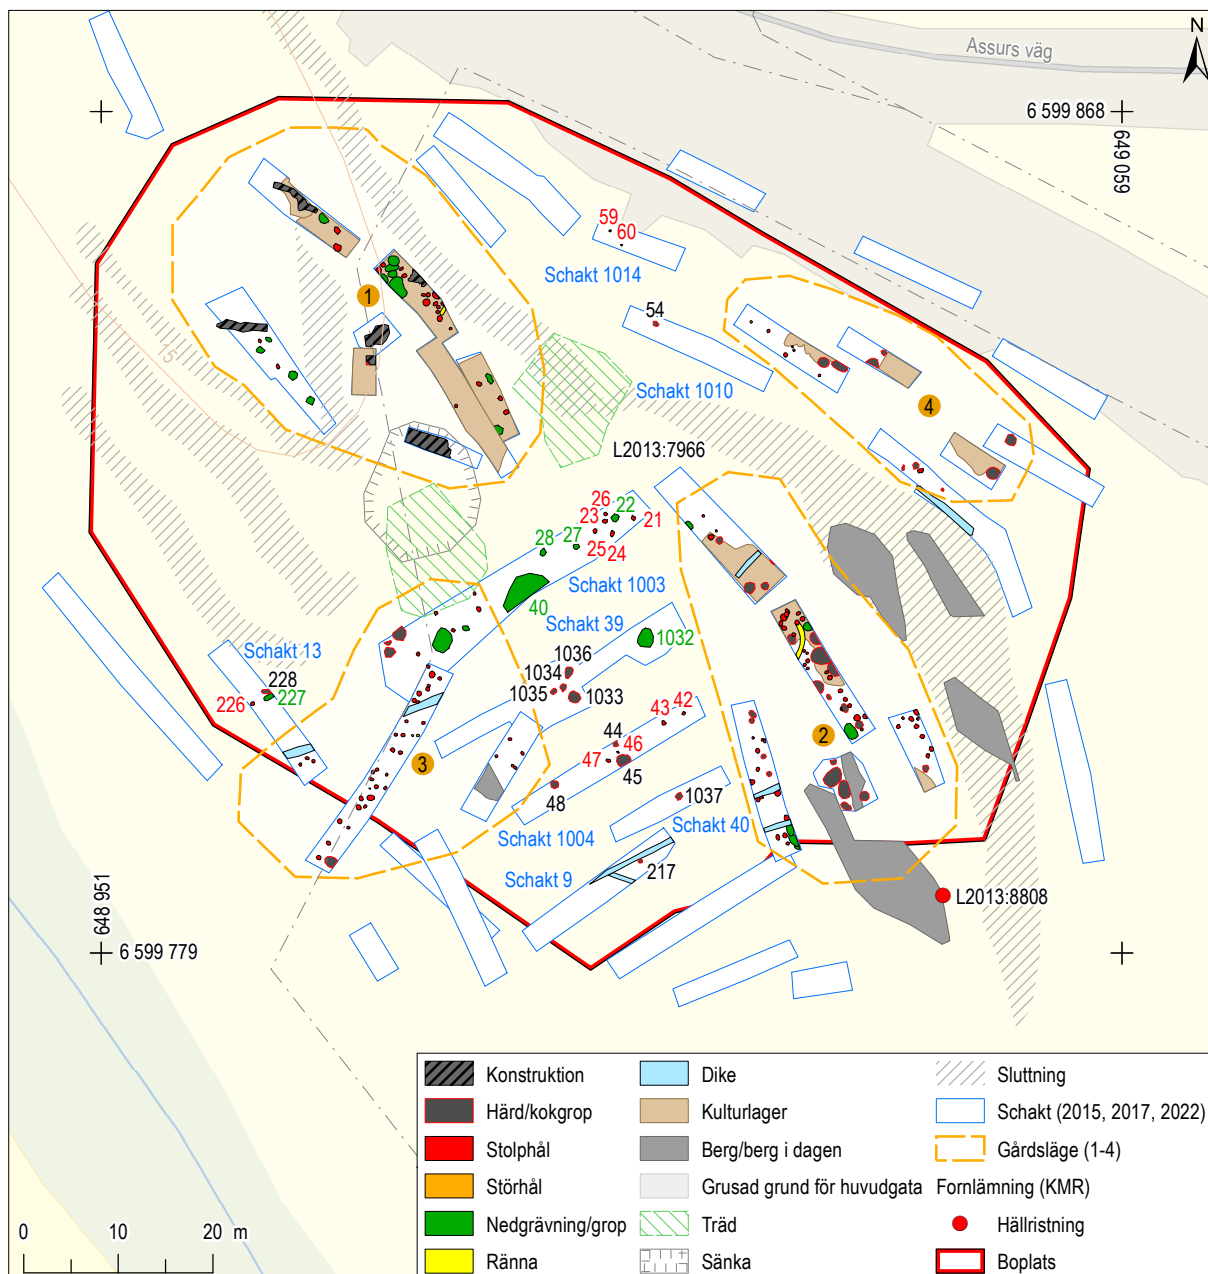 Assurs väg
N
6 599 868
649 059
59
60
Schakt 1014
1
54
15
Schakt 1010
4
L2013:7966
26
22
23
21
28
27
25
24
Schakt 1003
40
Schakt 39
1032
Schakt 13
1036
1034
228
1035
1033
227
226
43
42
44
46
2
47
3
45
48
1037
Schakt 1004
Schakt 40
Schakt 9
217
L2013:8808
648 951
6 599 779
Konstruktion
Härd/kokgrop
Stolphål
Störhål
Nedgrävning/grop
Ränna
Dike
Kulturlager
Berg/berg i dagen
Grusad grund för huvudgata
Träd
Sänka
Sluttning
Schakt (2015, 2017, 2022)
Gårdsläge (1-4)
Fornlämning (KMR)
Hällristning
Boplats
0 10 20 m